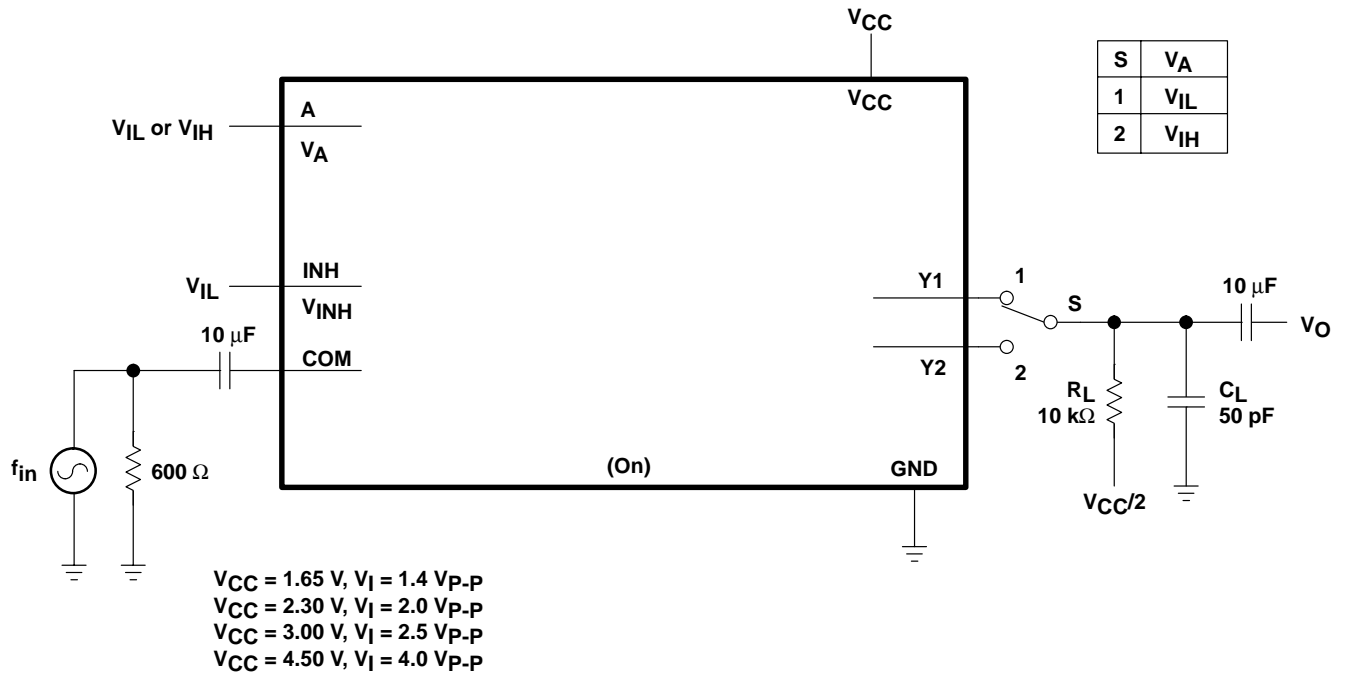 VCC
S VA
1 VIL
2 VIH
VCC
A
VIL or VIH
VA
INH
VIL
VINH
10 μF
COM
Y1
1
S
10 μF
VO
Y2
2
RL
10 kΩ
CL
50 pF
fin
600 Ω
(On)
GND
VCC/2
VCC = 1.65 V, VI = 1.4 VP-P
VCC = 2.30 V, VI = 2.0 VP-P
VCC = 3.00 V, VI = 2.5 VP-P
VCC = 4.50 V, VI = 4.0 VP-P